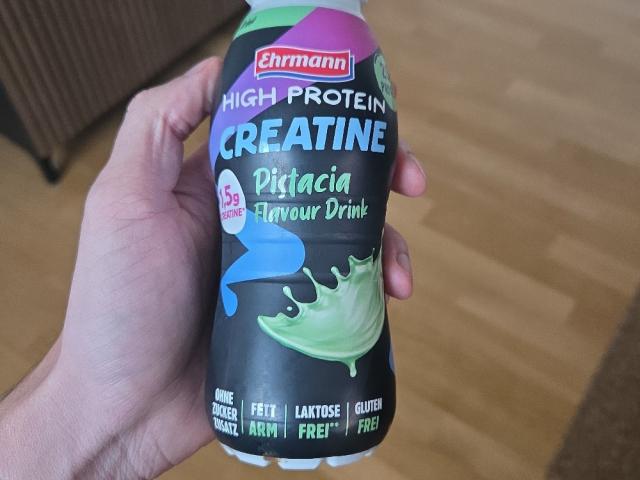 Ehrmann
HIGH PROTEIN
CREATINE
Pistacia
Flavour Drink
1,5g
CREATINE*
OHNE
ZUCKER
ZUSATZ
FETT
ARM
LAKTOSE
FREI**
GLUTEN
FREI